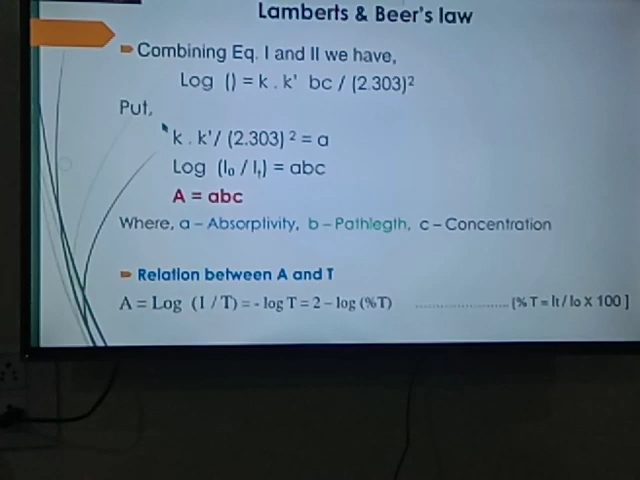 Lamberts & Beer's law
Combining Eq. I and II we have,
Log () = k . k' bc / (2.303)²
Put,
k . k'/ (2.303) ² = a
Log (I₀ / Iₜ) = abc
A = abc
Where, a – Absorptivity, b – Pathlegth, c – Concentration
Relation between A and T
A = Log (1 / T) = - log T = 2 – log (%T) ........................ [% T = It / Io X 100 ]